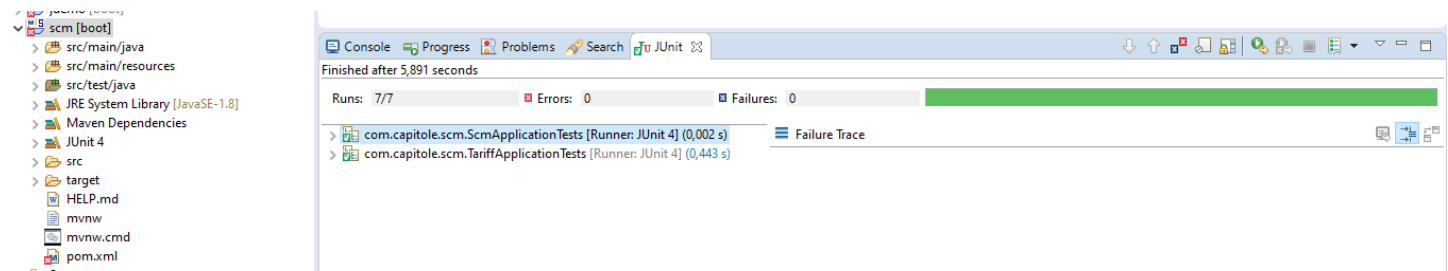 scm [boot]
src/main/java
src/main/resources
src/test/java
JRE System Library [JavaSE-1.8]
Maven Dependencies
JUnit 4
src
target
HELP.md
mvnw
mvnw.cmd
pom.xml
Console Progress Problems Search JUnit
Finished after 5,891 seconds
Runs: 7/7 Errors: 0 Failures: 0
com.capitole.scm.ScmApplicationTests [Runner: JUnit 4] (0,002 s)
Failure Trace
com.capitole.scm.TariffApplicationTests [Runner: JUnit 4] (0,443 s)